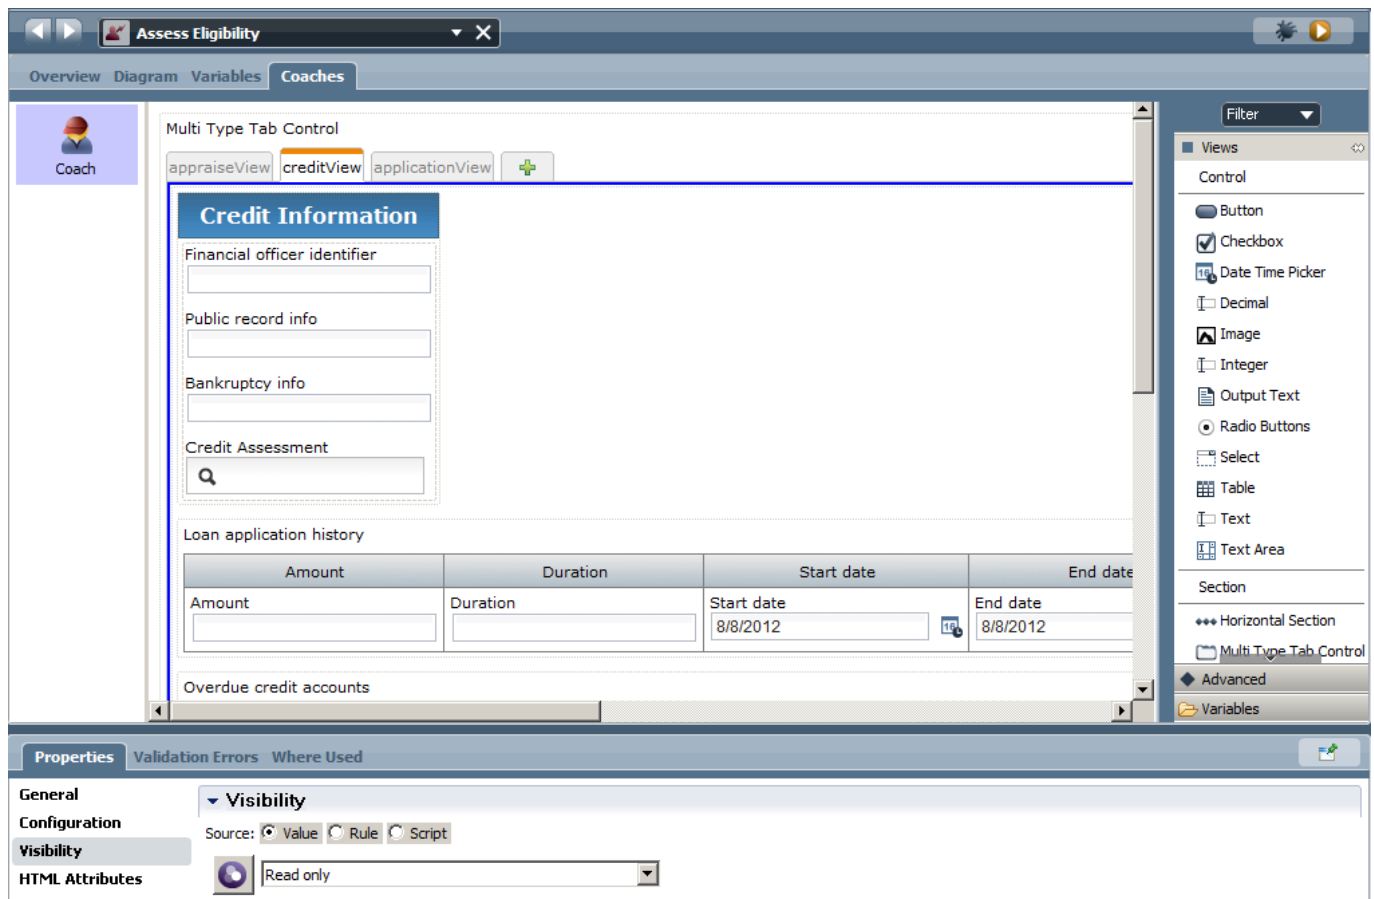 Assess Eligibility
Overview Diagram Variables Coaches
Coach
Multi Type Tab Control
appraiseView creditView applicationView
Credit Information
Financial officer identifier
Public record info
Bankruptcy info
Credit Assessment
Loan application history
Amount Duration Start date End date
Amount Duration Start date End date
8/8/2012 8/8/2012
Overdue credit accounts
Filter
Views
Control
Button
Checkbox
16 Date Time Picker
Decimal
Image
Integer
Output Text
Radio Buttons
Select
Table
Text
Text Area
Section
Horizontal Section
Multi Type Tab Control
Advanced
Variables
Properties Validation Errors Where Used
General
Configuration
Visibility
HTML Attributes
Visibility
Source: Value Rule Script
Read only